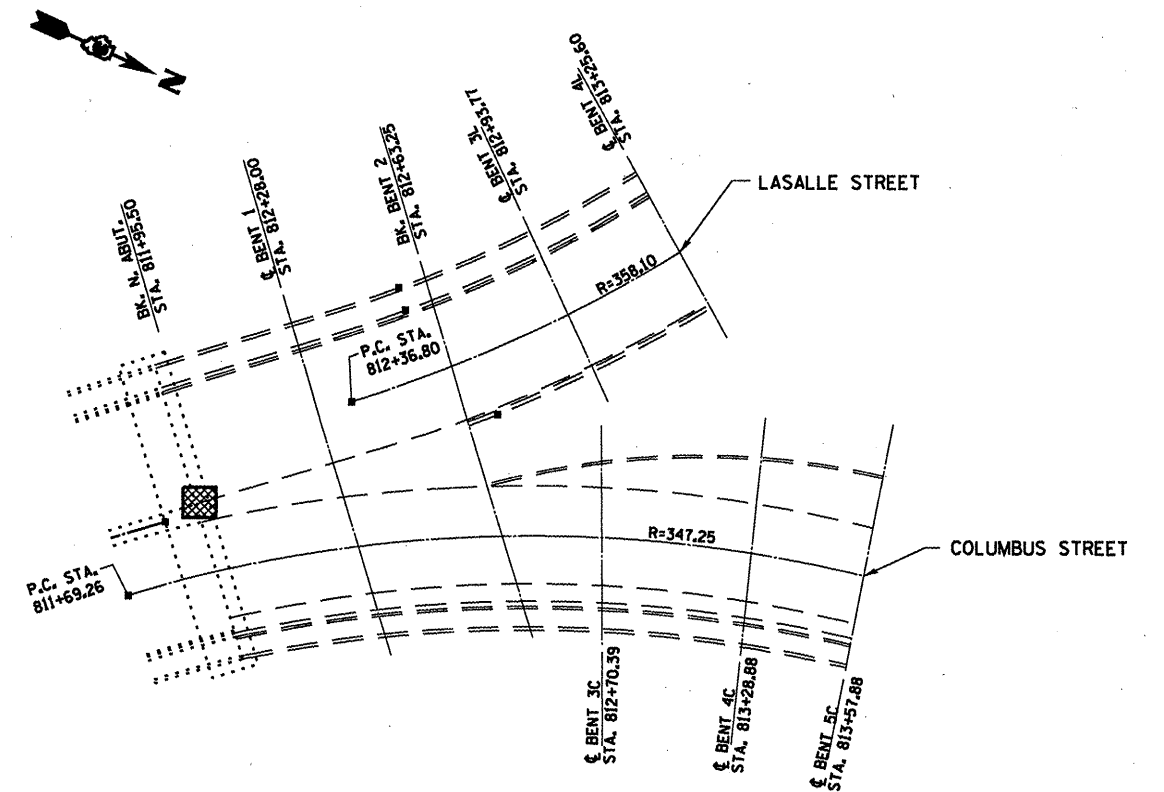 N
BK. N. ABUT.
STA. 811+95.50
℄ BENT 1
STA. 812+28.00
BK. BENT 2
STA. 812+63.25
℄ BENT 3L
STA. 812+93.77
℄ BENT 4L
STA. 813+25.60
LASALLE STREET
R=358.10
P.C. STA.
812+36.80
R=347.25
COLUMBUS STREET
P.C. STA.
811+69.26
℄ BENT 3C
STA. 812+70.39
℄ BENT 4C
STA. 813+28.88
℄ BENT 5C
STA. 813+57.88